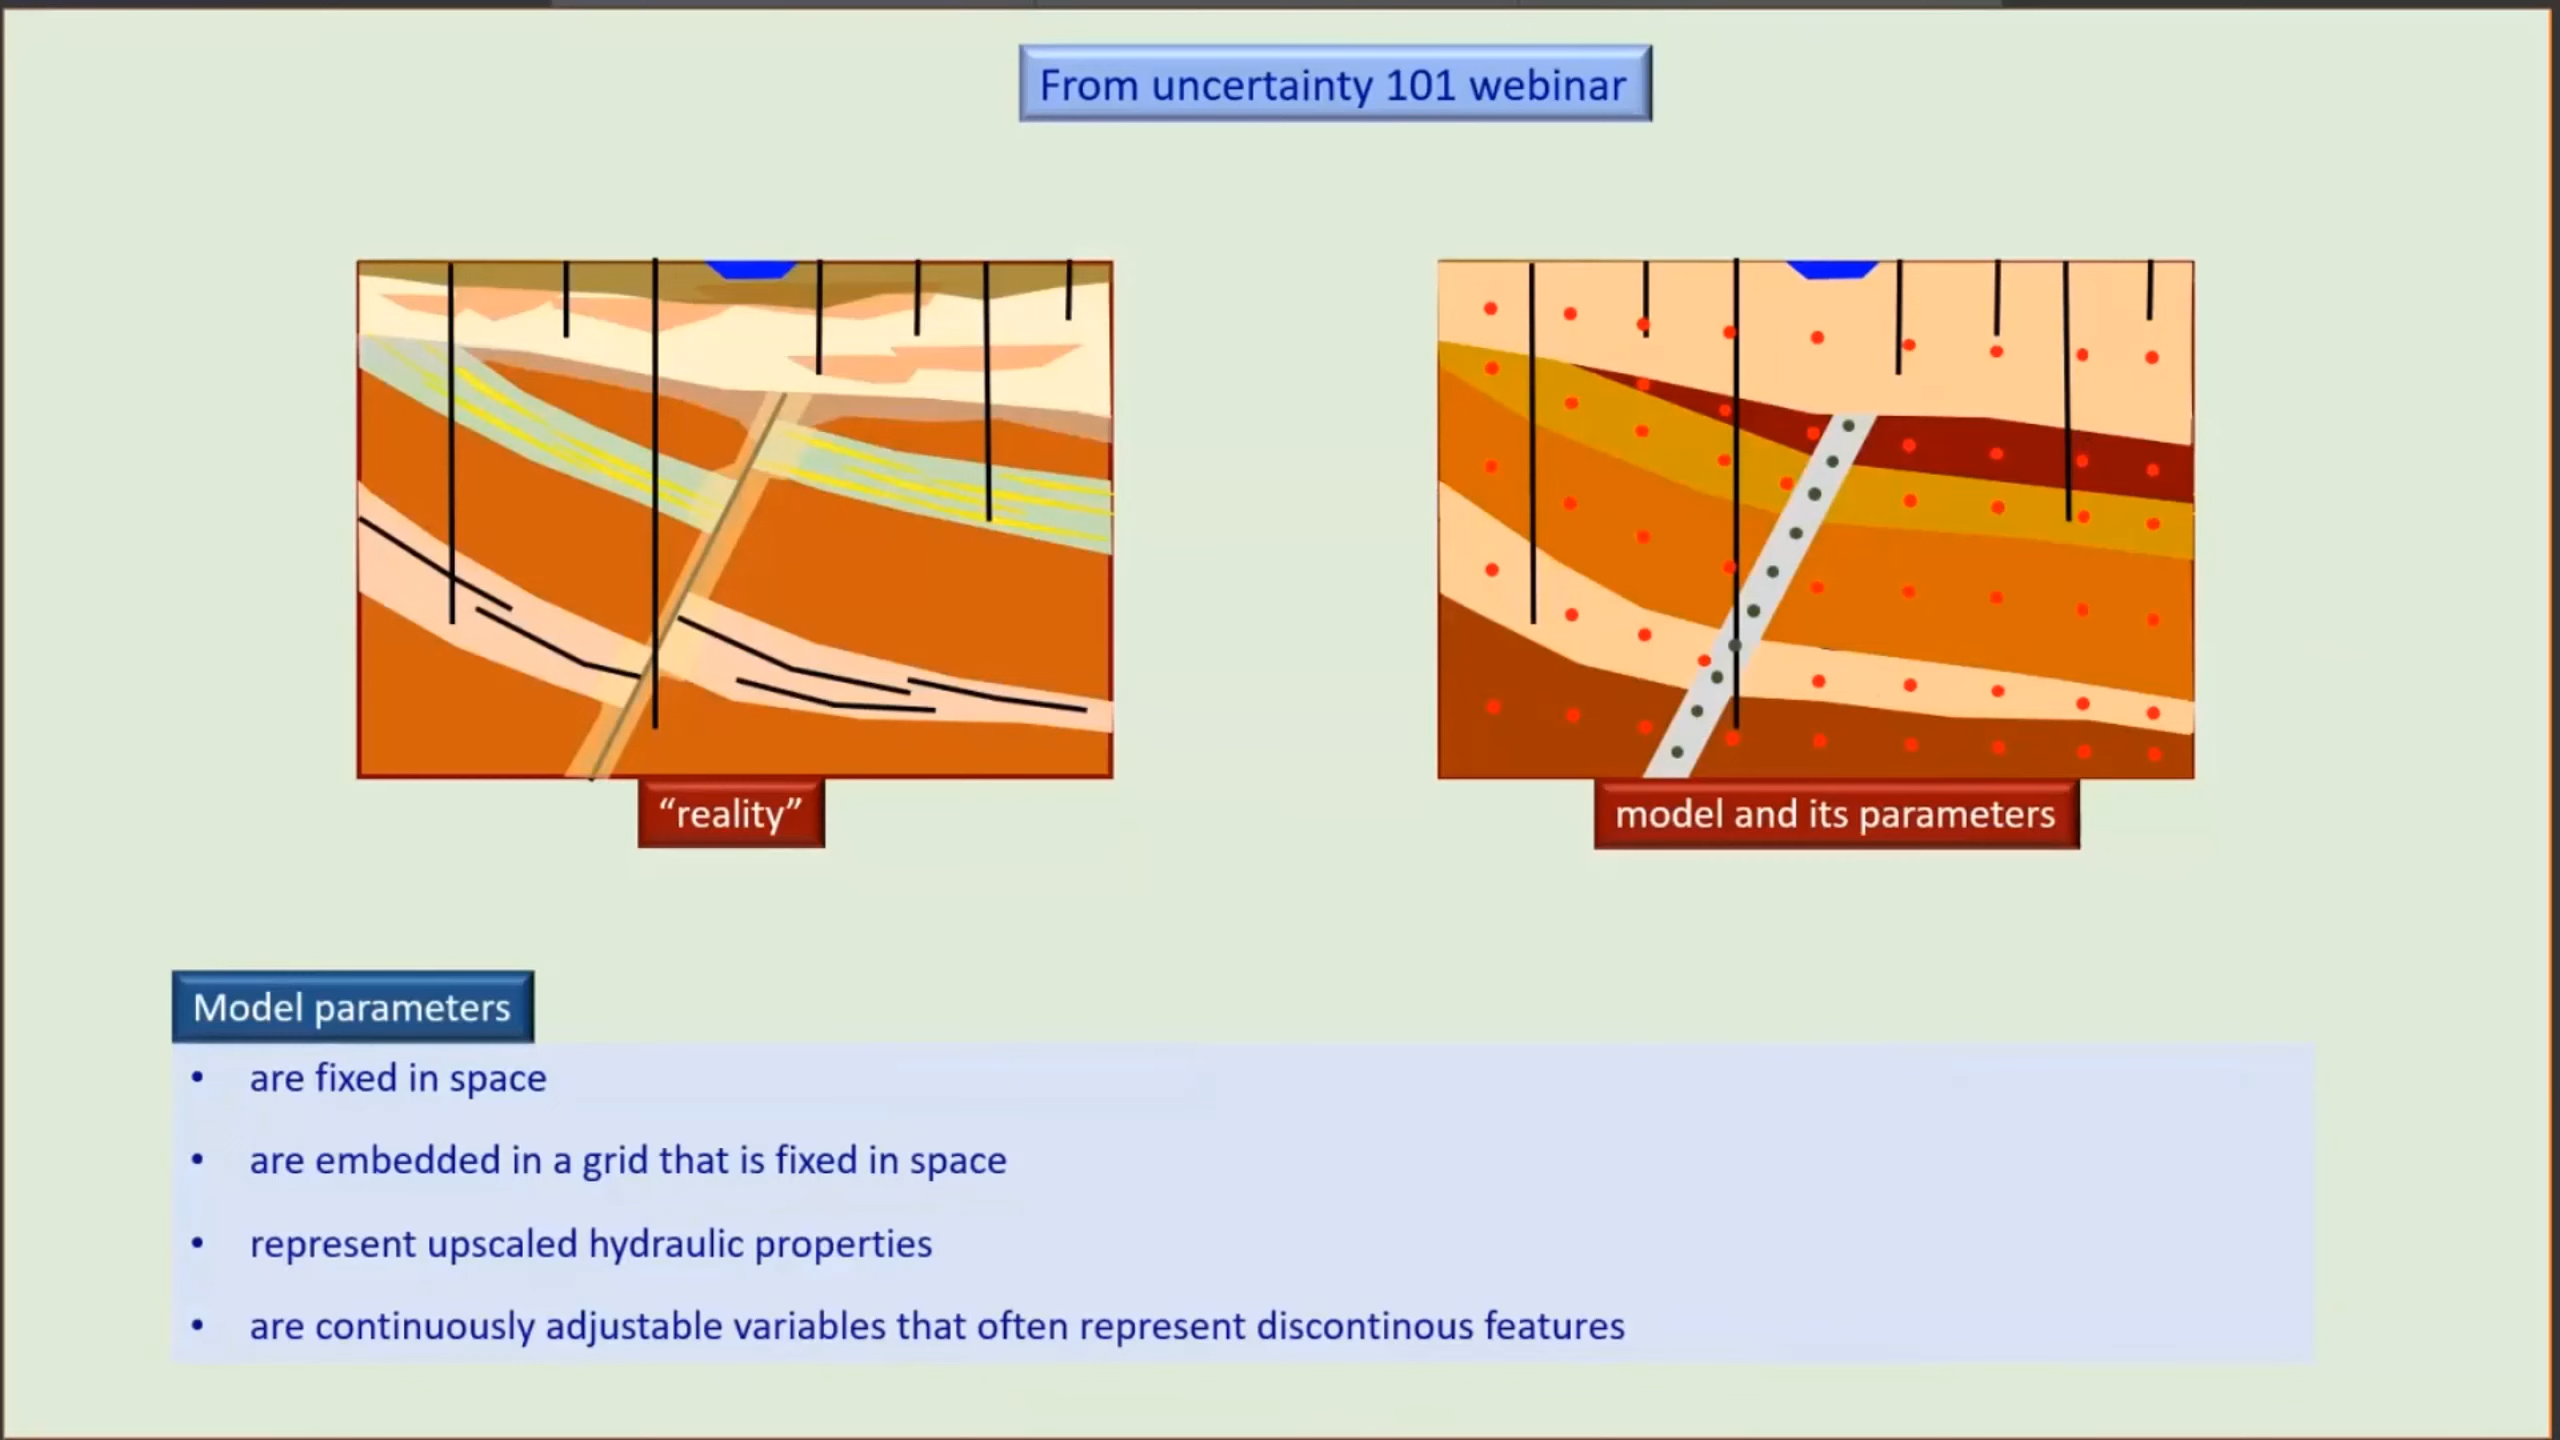 From uncertainty 101 webinar
“reality”
model and its parameters
Model parameters
• are fixed in space
• are embedded in a grid that is fixed in space
• represent upscaled hydraulic properties
• are continuously adjustable variables that often represent discontinous features